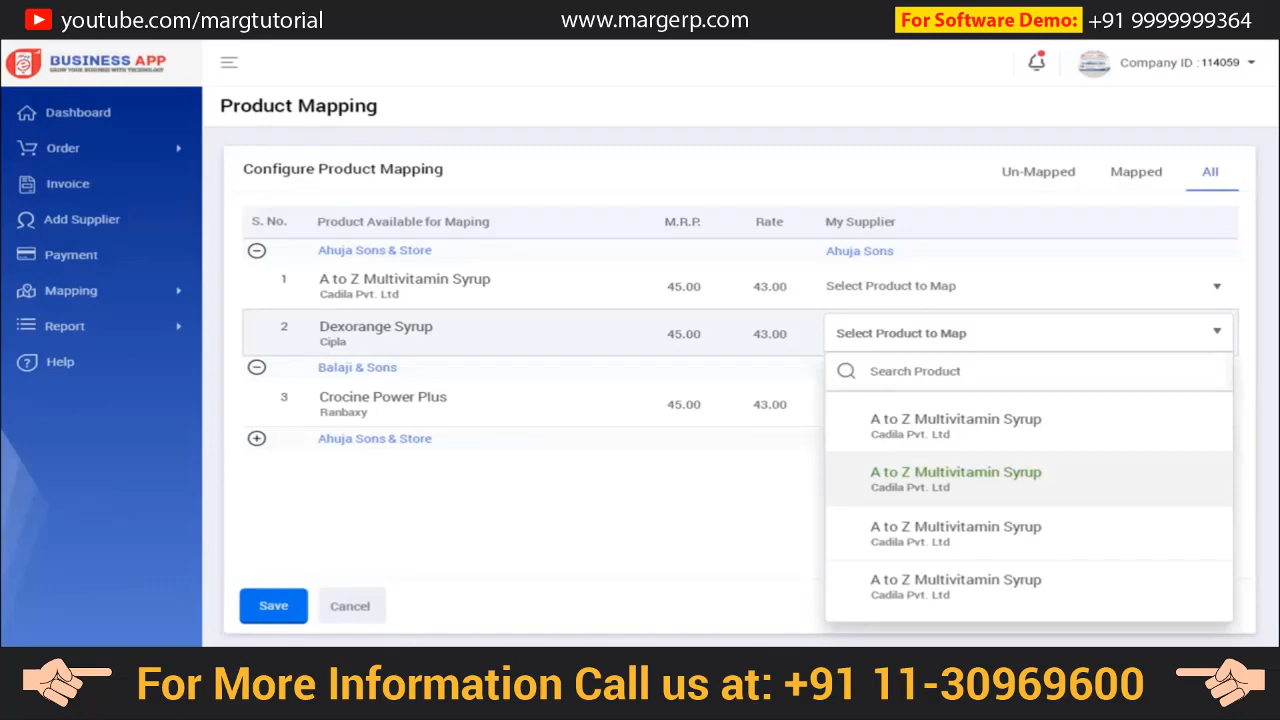 youtube.com/margtutorial
www.margerp.com
For Software Demo: +91 9999999364
BUSINESS APP
GROW YOUR BUSINESS WITH TECHNOLOGY
Company ID : 114059
Dashboard
Order
Invoice
Add Supplier
Payment
Mapping
Report
Help
Product Mapping
Configure Product Mapping
Un-Mapped Mapped All
S. No. Product Available for Maping M.R.P. Rate My Supplier
Ahuja Sons & Store Ahuja Sons
1 A to Z Multivitamin Syrup 45.00 43.00 Select Product to Map
Cadila Pvt. Ltd
2 Dexorange Syrup 45.00 43.00 Select Product to Map
Cipla
Balaji & Sons
3 Crocine Power Plus 45.00 43.00
Ranbaxy
Ahuja Sons & Store
Search Product
A to Z Multivitamin Syrup
Cadila Pvt. Ltd
A to Z Multivitamin Syrup
Cadila Pvt. Ltd
A to Z Multivitamin Syrup
Cadila Pvt. Ltd
A to Z Multivitamin Syrup
Cadila Pvt. Ltd
Save Cancel
For More Information Call us at: +91 11-30969600